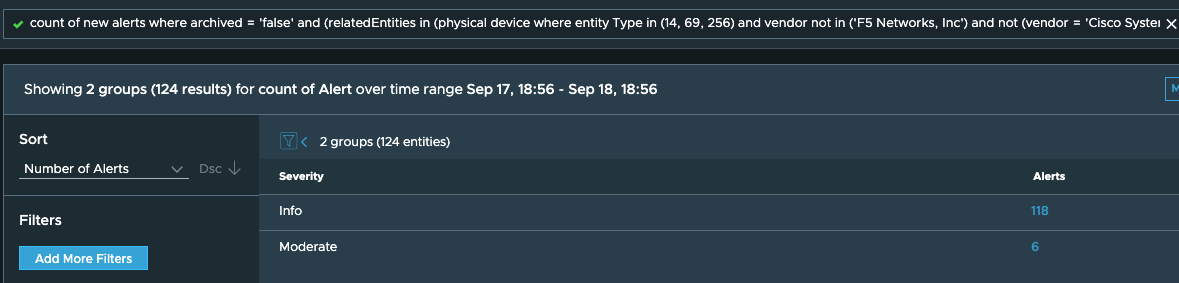 count of new alerts where archived = 'false' and (relatedEntities in (physical device where entity Type in (14, 69, 256) and vendor not in ('F5 Networks, Inc') and not (vendor = 'Cisco System
Showing 2 groups (124 results) for count of Alert over time range Sep 17, 18:56 - Sep 18, 18:56
M
Sort
2 groups (124 entities)
Number of Alerts Dsc
Severity Alerts
Info 118
Filters
Moderate 6
Add More Filters